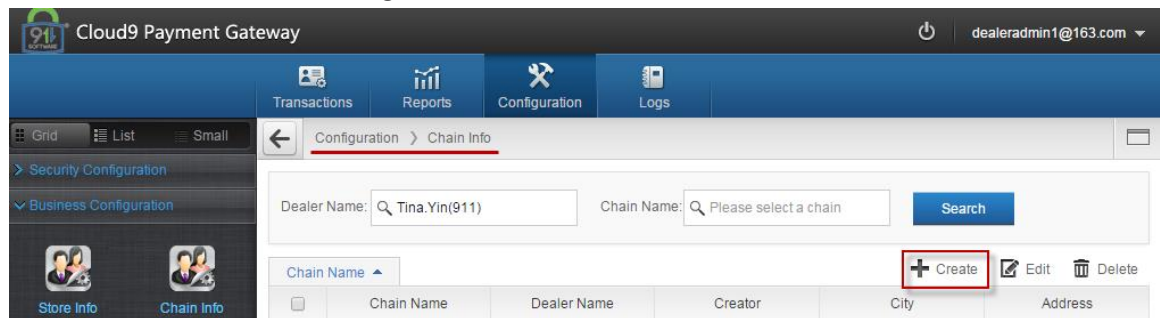 911 SOFTWARE Cloud9 Payment Gateway dealeradmin1@163.com
Transactions Reports Configuration Logs
Grid List Small Configuration Chain Info
Security Configuration
Business Configuration Dealer Name: Tina.Yin(911) Chain Name: Please select a chain Search
Chain Name Create Edit Delete
Store Info Chain Info Chain Name Dealer Name Creator City Address